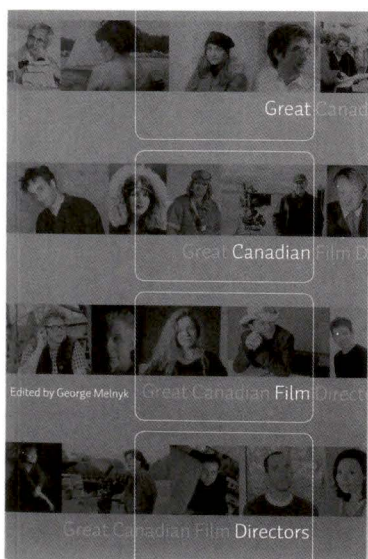 Great Canad
Great Canadian Film D
Edited by George Melnyk
Great Canadian Film Direct
Great Canadian Film Directors